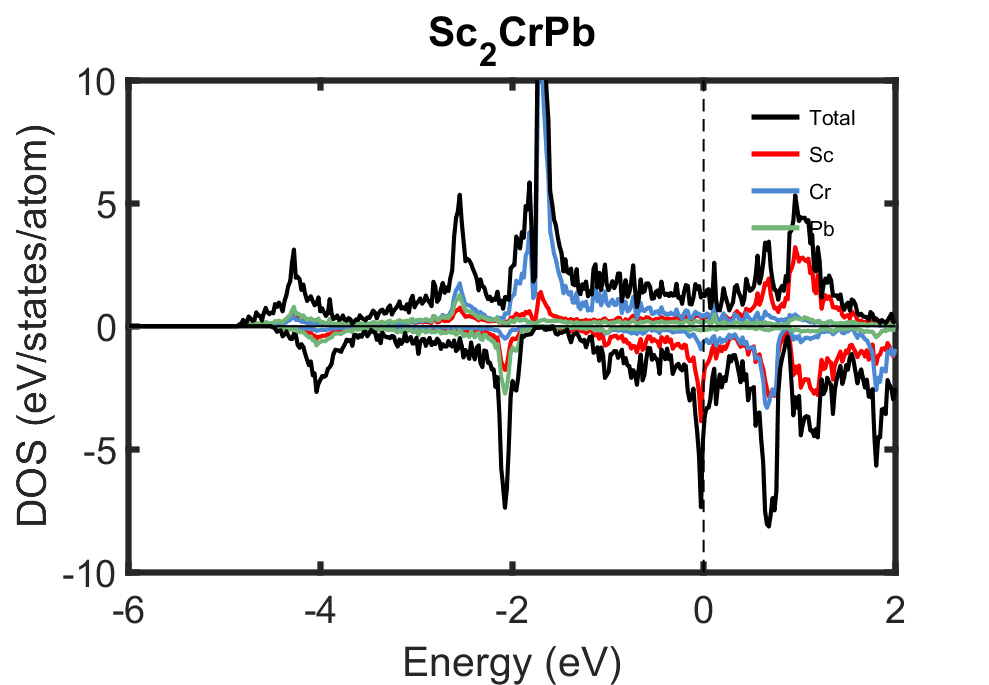 Sc2CrPb
10
5
0
-5
-10
DOS (eV/states/atom)
Total
Sc
Cr
Pb
-6 -4 -2 0 2
Energy (eV)